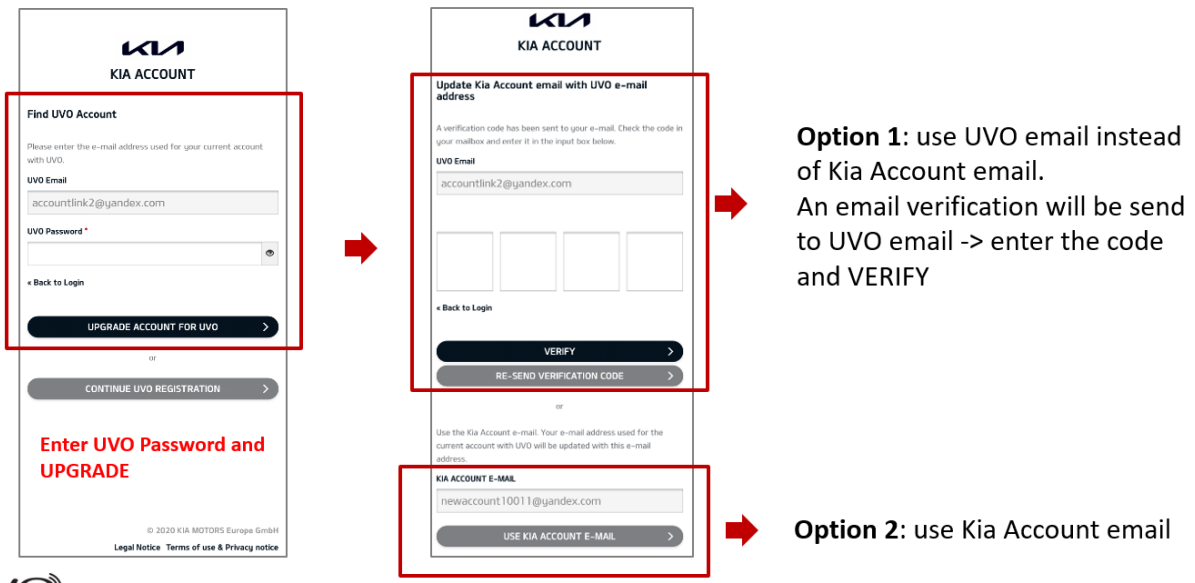 KIA
KIA ACCOUNT
Find UVO Account
Please enter the e-mail address used for your current account
with UVO.
UVO Email
accountlink2@yandex.com
UVO Password *
« Back to Login
UPGRADE ACCOUNT FOR UVO
or
CONTINUE UVO REGISTRATION
Enter UVO Password and
UPGRADE
© 2020 KIA MOTORS Europe GmbH
Legal Notice Terms of use & Privacy notice
KIA
KIA ACCOUNT
Update Kia Account email with UVO e-mail
address
A verification code has been sent to your e-mail. Check the code in
your mailbox and enter it in the input box below.
UVO Email
accountlink2@yandex.com
« Back to Login
VERIFY
RE-SEND VERIFICATION CODE
or
Use the Kia Account e-mail. Your e-mail address used for the
current account with UVO will be updated with this e-mail
address.
KIA ACCOUNT E-MAIL
newaccount10011@yandex.com
USE KIA ACCOUNT E-MAIL
Option 1: use UVO email instead
of Kia Account email.
An email verification will be send
to UVO email -> enter the code
and VERIFY
Option 2: use Kia Account email